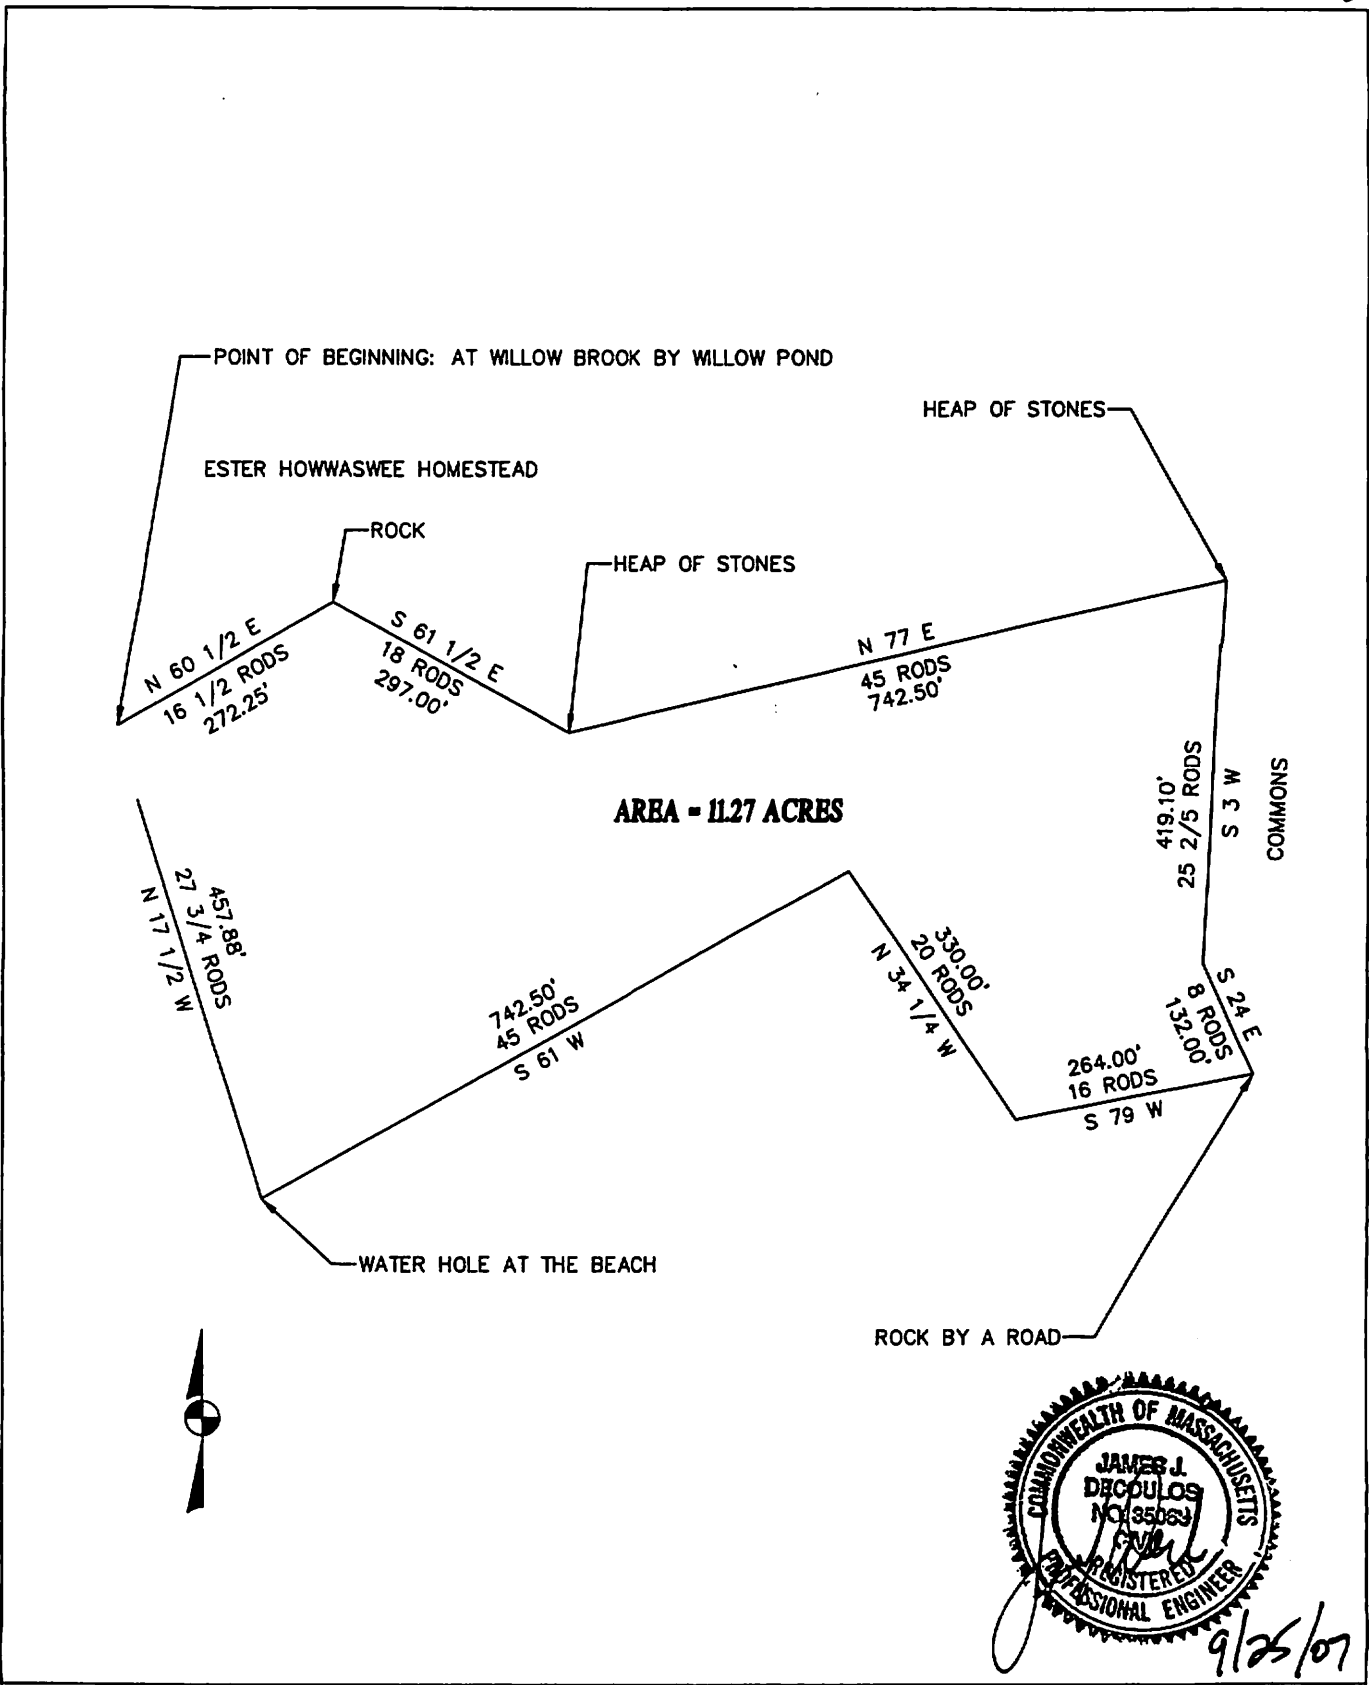 POINT OF BEGINNING: AT WILLOW BROOK BY WILLOW POND
HEAP OF STONES
ESTER HOWWASWEE HOMESTEAD
ROCK
HEAP OF STONES
N 60 1/2 E
16 1/2 RODS
272.25'
S 61 1/2 E
18 RODS
297.00'
N 77 E
45 RODS
742.50'
419.10'
25 2/5 RODS
S 3 W
COMMONS
AREA = 11.27 ACRES
457.88'
27 3/4 RODS
N 17 1/2 W
742.50'
45 RODS
S 61 W
330.00'
20 RODS
N 34 1/4 W
S 24 E
8 RODS
132.00'
264.00'
16 RODS
S 79 W
WATER HOLE AT THE BEACH
ROCK BY A ROAD
COMMONWEALTH OF MASSACHUSETTS
JAMES J.
DECOULOS
NO. 35063
CIVIL
REGISTERED
PROFESSIONAL ENGINEER
9/25/07